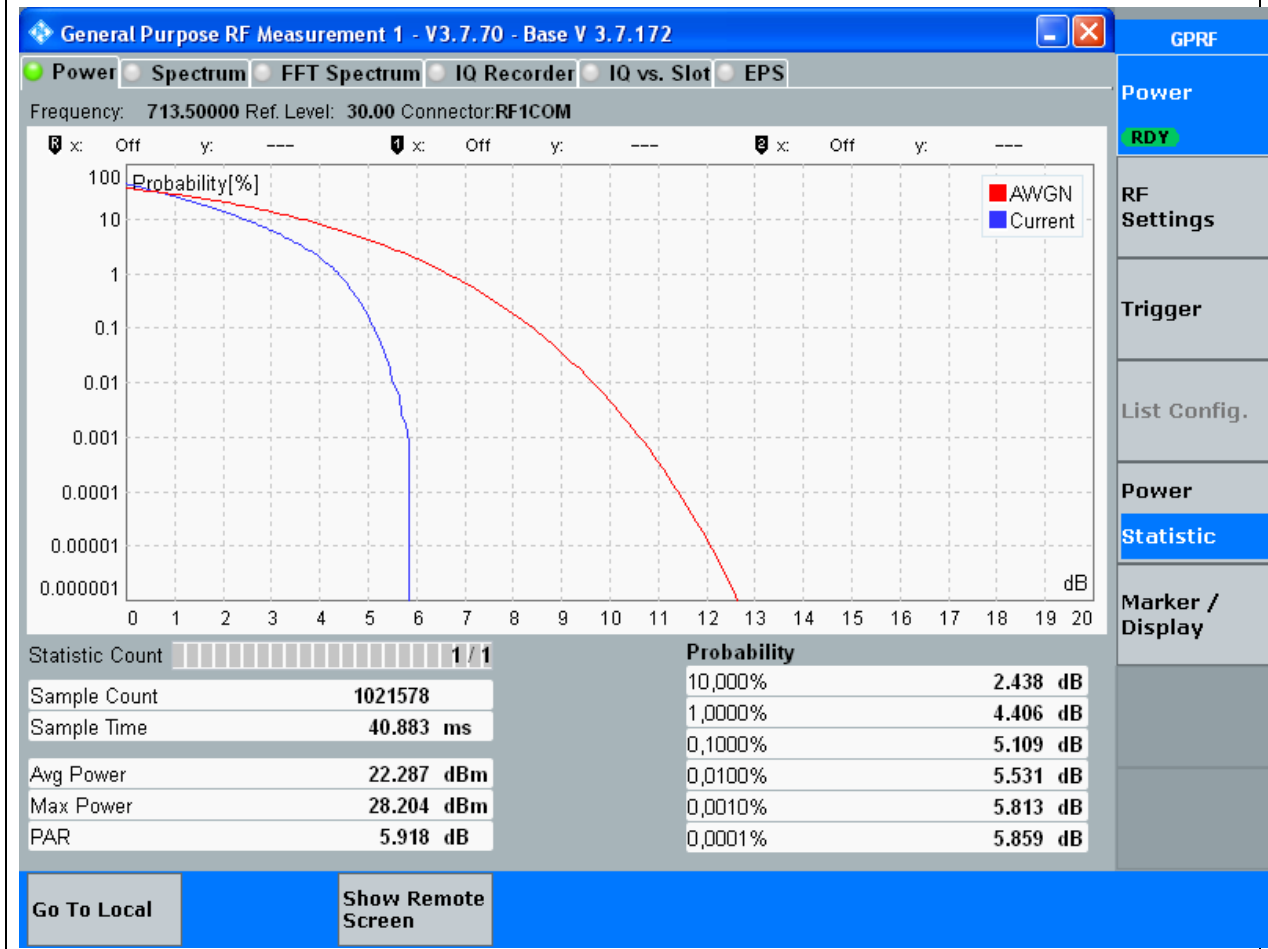 General Purpose RF Measurement 1 - V3.7.70 - Base V 3.7.172
GPRF
Power Spectrum FFT Spectrum IQ Recorder IQ vs. Slot EPS
Power
RDY
Frequency: 713.50000 Ref. Level: 30.00 Connector:RF1COM
R x: Off y: --- 1 x: Off y: --- 2 x: Off y: ---
Probability[%]
AWGN
Current
100
10
1
0.1
0.01
0.001
0.0001
0.00001
0.000001
dB
0 1 2 3 4 5 6 7 8 9 10 11 12 13 14 15 16 17 18 19 20
RF Settings
Trigger
List Config.
Power
Statistic
Marker / Display
Statistic Count 1 / 1
Sample Count 1021578
Sample Time 40.883 ms
Avg Power 22.287 dBm
Max Power 28.204 dBm
PAR 5.918 dB
Probability
10,000% 2.438 dB
1,0000% 4.406 dB
0,1000% 5.109 dB
0,0100% 5.531 dB
0,0010% 5.813 dB
0,0001% 5.859 dB
Go To Local
Show Remote Screen